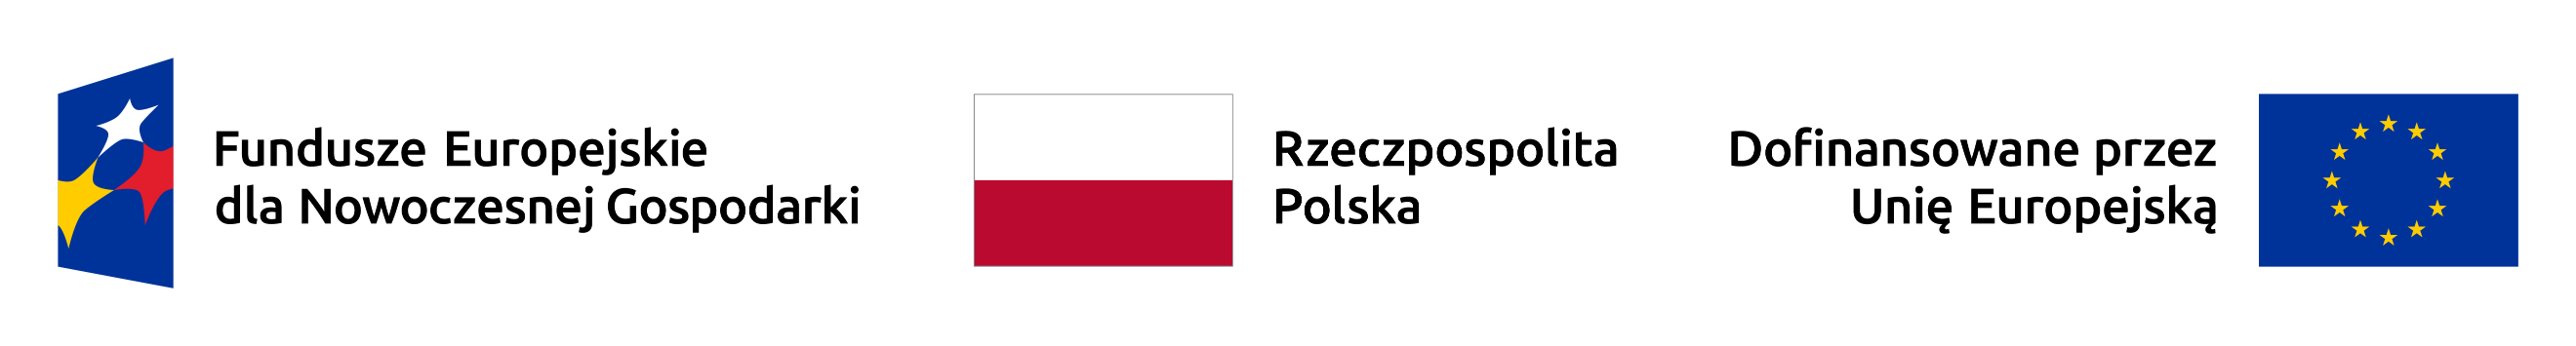 Fundusze Europejskie
dla Nowoczesnej Gospodarki
Rzeczpospolita
Polska
Dofinansowane przez
Unię Europejską